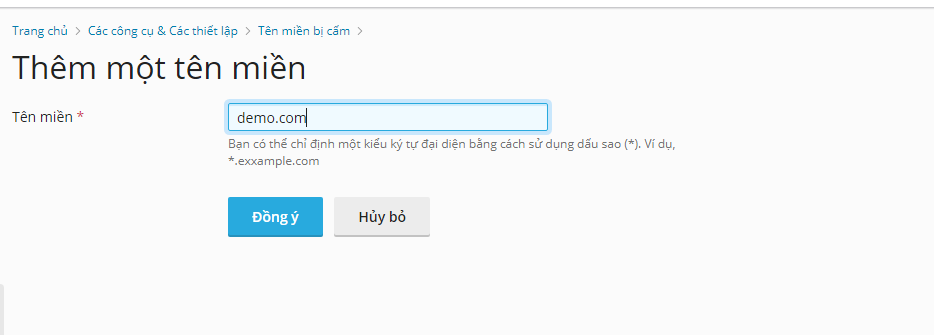 Trang chủ > Các công cụ & Các thiết lập > Tên miền bị cấm >
Thêm một tên miền
Tên miền * demo.com
Bạn có thể chỉ định một kiểu ký tự đại diện bằng cách sử dụng dấu sao (*). Ví dụ,
*.exxample.com
Đồng ý Hủy bỏ